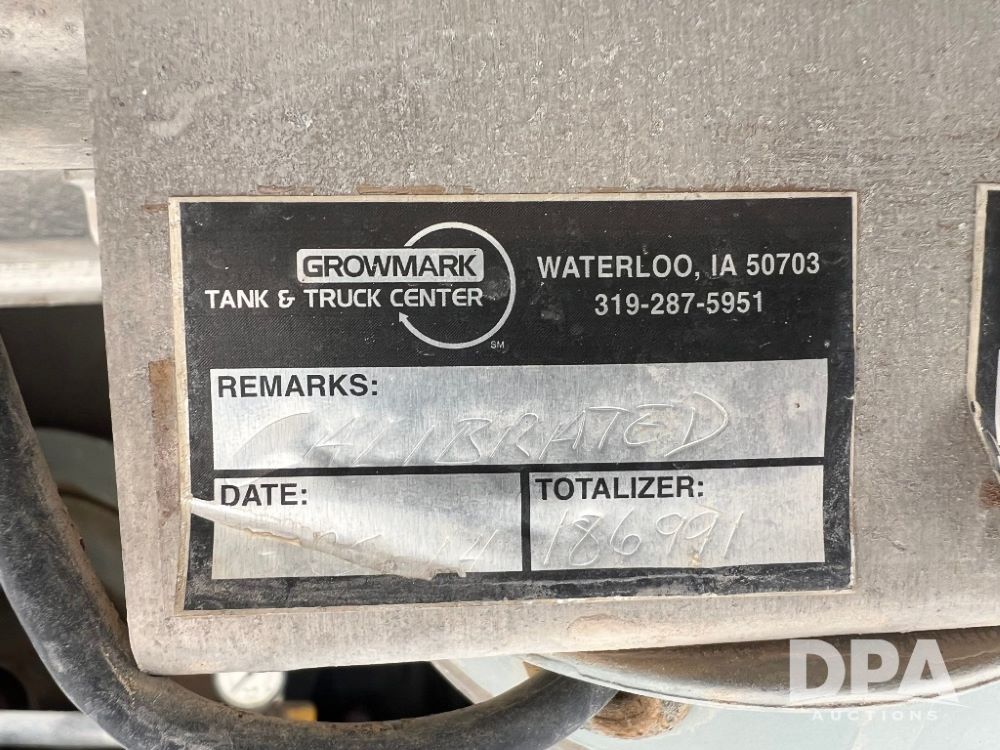 GROWMARK
TANK & TRUCK CENTER
SM
WATERLOO, IA 50703
319-287-5951
REMARKS:
CALIBRATED
DATE:
TOTALIZER:
186991
DPA
AUCTIONS